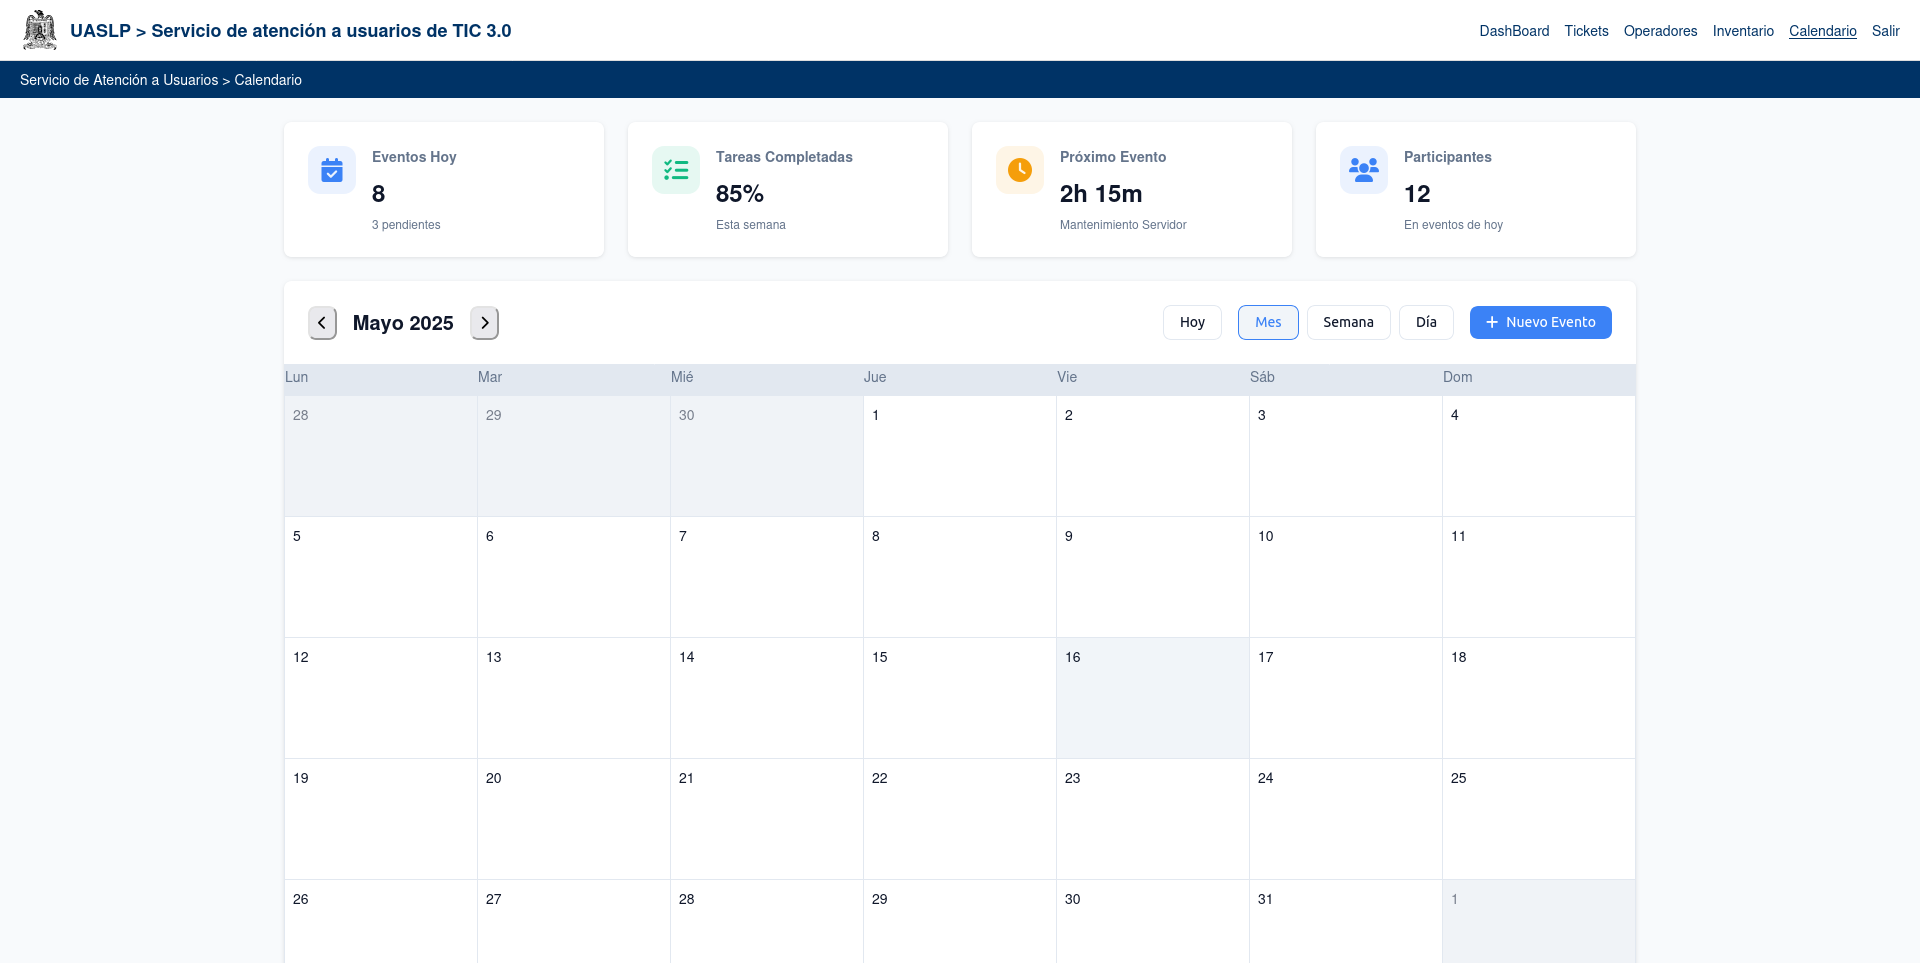 UASLP > Servicio de atención a usuarios de TIC 3.0
DashBoard Tickets Operadores Inventario Calendario Salir
Servicio de Atención a Usuarios > Calendario
Eventos Hoy
8
3 pendientes
Tareas Completadas
85%
Esta semana
Próximo Evento
2h 15m
Mantenimiento Servidor
Participantes
12
En eventos de hoy
Mayo 2025
Hoy Mes Semana Día + Nuevo Evento
Lun Mar Mié Jue Vie Sáb Dom
28 29 30 1 2 3 4
5 6 7 8 9 10 11
12 13 14 15 16 17 18
19 20 21 22 23 24 25
26 27 28 29 30 31 1